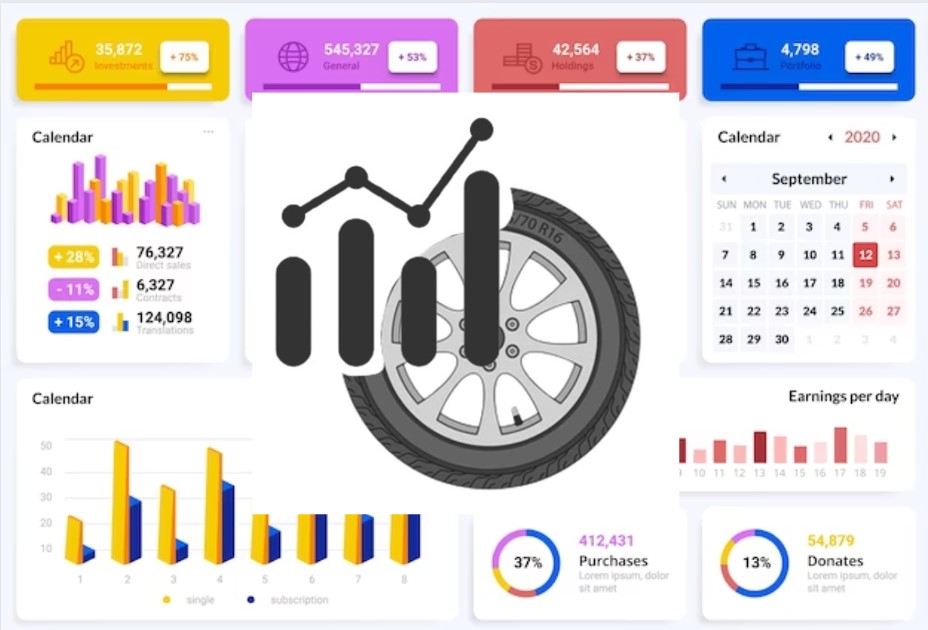 35,872
Investments
+ 75%
545,327
General
+ 53%
42,564
Holdings
+ 37%
4,798
Portfolio
+ 49%
Calendar
+ 28%
76,327
Direct sales
- 11%
6,327
Contracts
+ 15%
124,098
Translations
/70 R16
Calendar
2020
September
SUN MON TUE WED THU FRI SAT
31 1 2 3 4 5 6
7 8 9 10 11 12 13
14 15 16 17 18 19 20
21 22 23 24 25 26 27
28 29 30 1 2 3 4
Calendar
50
40
30
20
10
1 2 3 4 5 6 7 8
single subscription
Earnings per day
10 11 12 13 14 15 16 17 18 19
37%
412,431
Purchases
Lorem ipsum, dolor
sit amet
13%
54,879
Donates
Lorem ipsum, dolor
sit amet